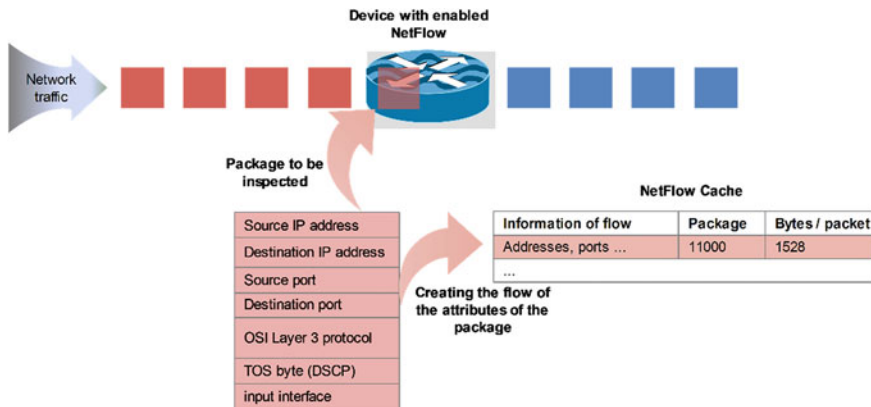 Device with enabled
NetFlow
Network
traffic
Package to be
inspected
Source IP address
Destination IP address
Source port
Destination port
OSI Layer 3 protocol
TOS byte (DSCP)
input interface
Creating the flow of
the attributes of the
package
NetFlow Cache
Information of flow Package Bytes / packet
Addresses, ports ... 11000 1528
...